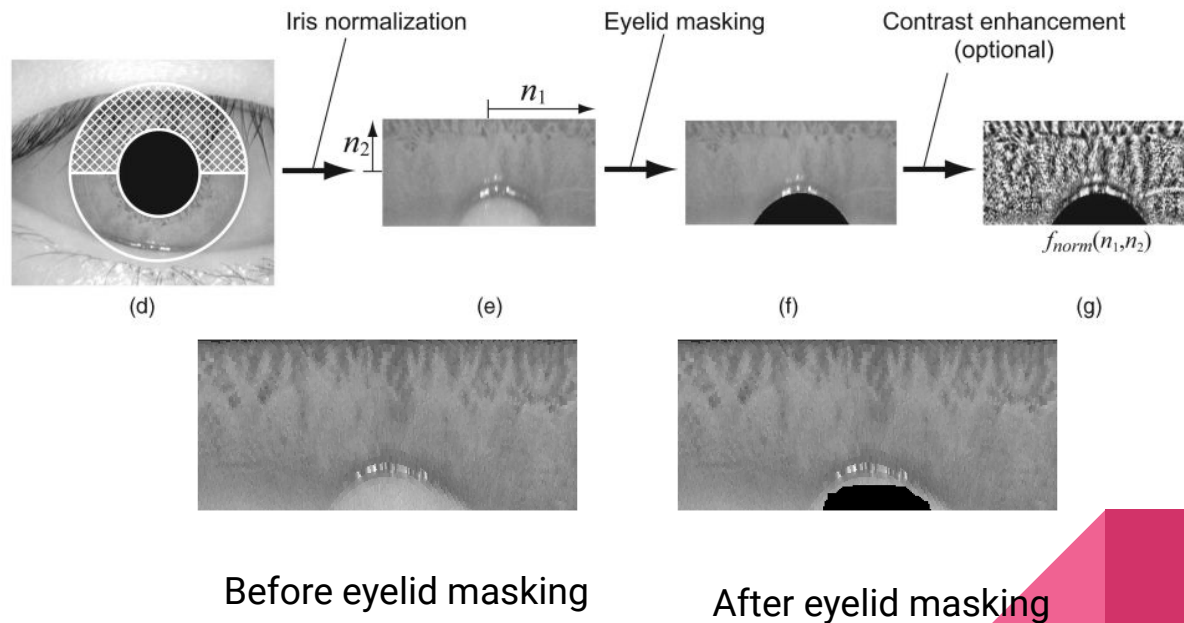 Iris normalization
Eyelid masking
Contrast enhancement
(optional)
n1
n2
fnorm(n1,n2)
(d)
(e)
(f)
(g)
Before eyelid masking
After eyelid masking